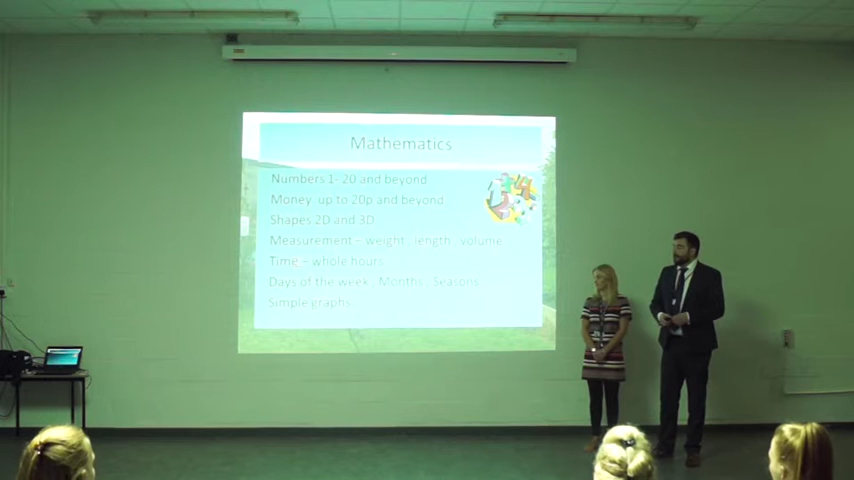 Mathematics
Numbers 1- 20 and beyond
Money up to 20p and beyond
Shapes 2D and 3D
Measurement – weight , length , volume
Time – whole hours
Days of the week , Months , Seasons
Simple graphs